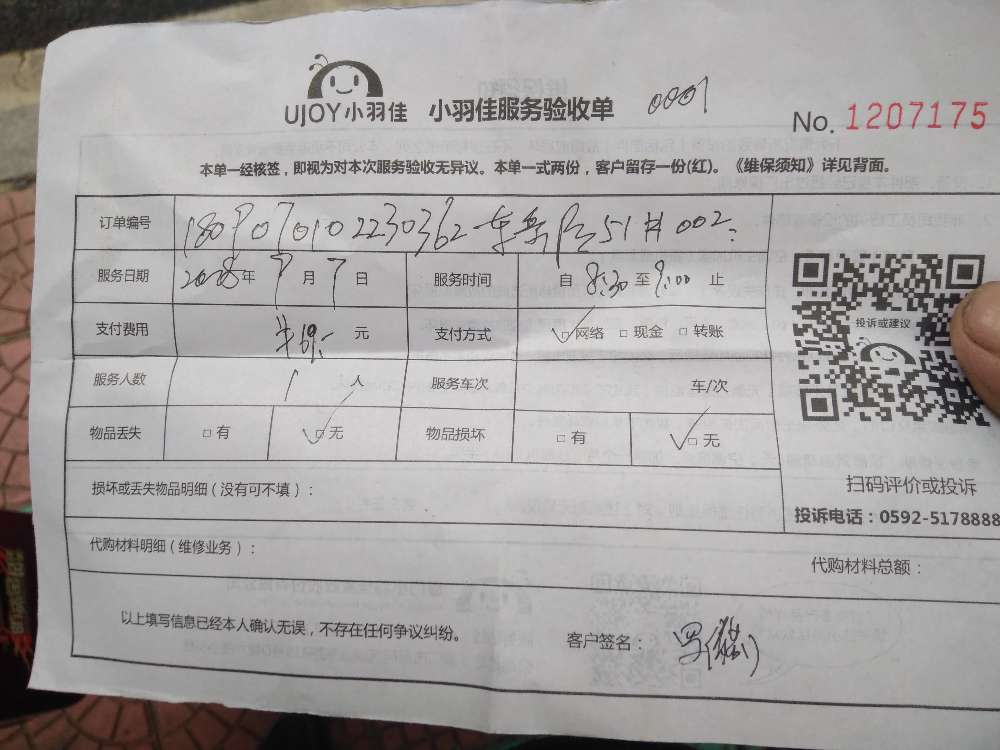 UJOY小羽佳 小羽佳服务验收单 0001
No. 1207175
本单一经核签，即视为对本次服务验收无异议。本单一式两份，客户留存一份(红)。《维保须知》详见背面。
订单编号 1809070102230362 51# 002
服务日期 2018年 9月 7日 服务时间 自 8:30 至 9:00 止
支付费用 ¥69.- 元 支付方式 ☑网络 □现金 □转账
服务人数 1 人 服务车次 车/次
物品丢失 □有 ☑无 物品损坏 □有 ☑无
投诉或建议
扫码评价或投诉
投诉电话：0592-5178888
损坏或丢失物品明细（没有可不填）：
代购材料明细（维修业务）：
代购材料总额：
以上填写信息已经本人确认无误，不存在任何争议纠纷。 客户签名：